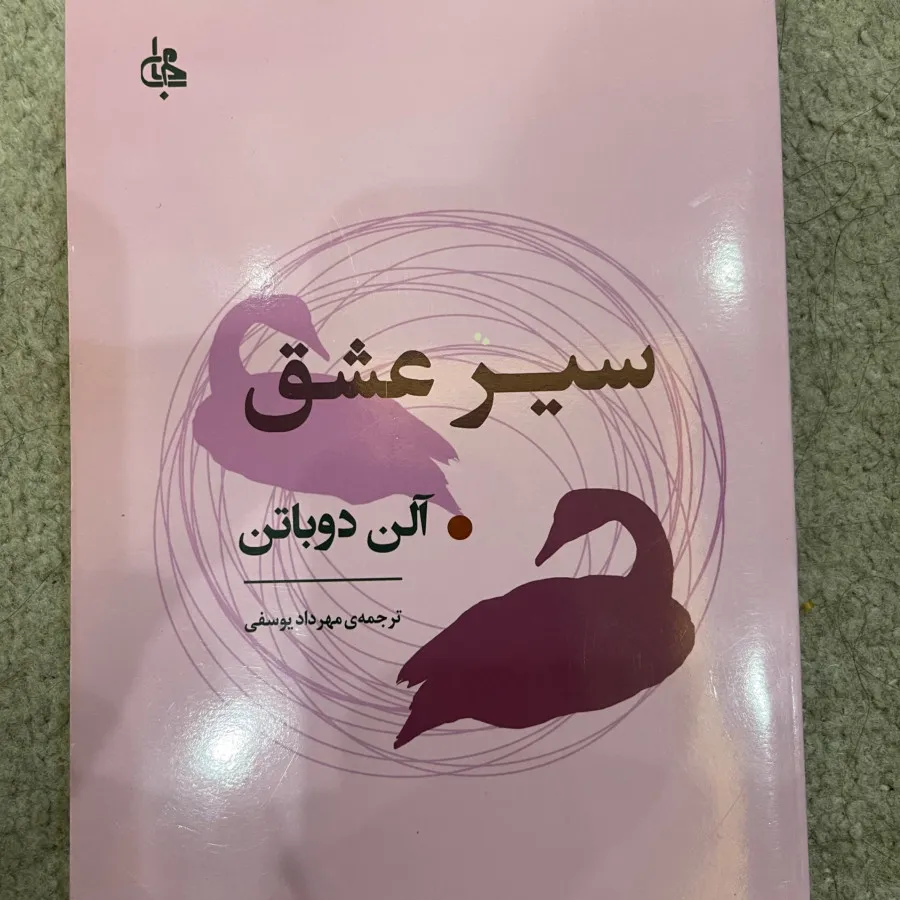 سیر عشق
آلن دوباتن
ترجمه‌ی مهرداد یوسفی